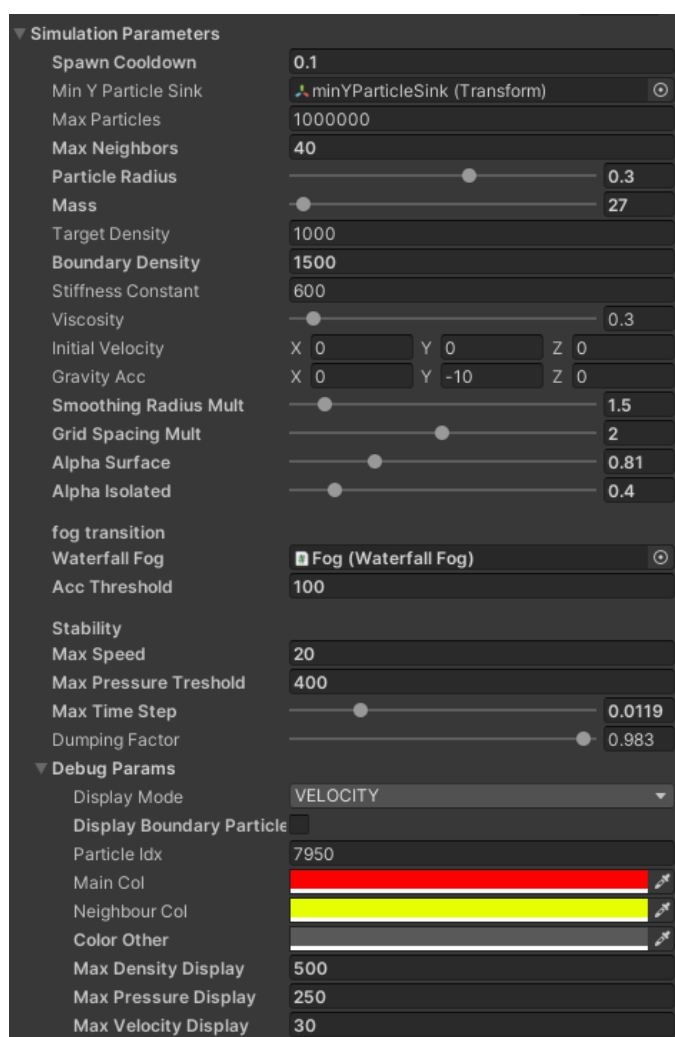 Simulation Parameters
Spawn Cooldown 0.1
Min Y Particle Sink minYParticleSink (Transform)
Max Particles 1000000
Max Neighbors 40
Particle Radius 0.3
Mass 27
Target Density 1000
Boundary Density 1500
Stiffness Constant 600
Viscosity 0.3
Initial Velocity X 0 Y 0 Z 0
Gravity Acc X 0 Y -10 Z 0
Smoothing Radius Mult 1.5
Grid Spacing Mult 2
Alpha Surface 0.81
Alpha Isolated 0.4
fog transition
Waterfall Fog Fog (Waterfall Fog)
Acc Threshold 100
Stability
Max Speed 20
Max Pressure Treshold 400
Max Time Step 0.0119
Dumping Factor 0.983
Debug Params
Display Mode VELOCITY
Display Boundary Particle
Particle Idx 7950
Main Col
Neighbour Col
Color Other
Max Density Display 500
Max Pressure Display 250
Max Velocity Display 30